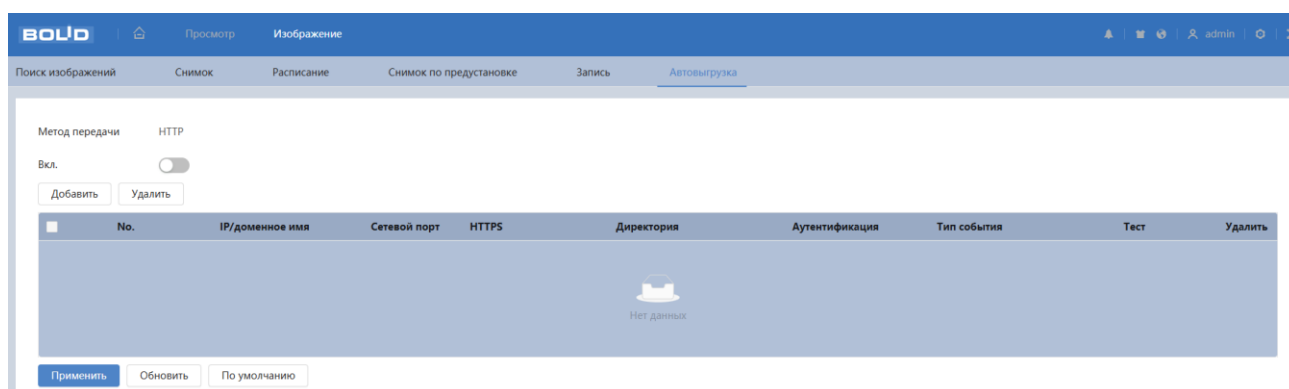 BOLID Просмотр Изображение admin
Поиск изображений Снимок Расписание Снимок по предустановке Запись Автовыгрузка
Метод передачи HTTP
Вкл.
Добавить Удалить
No. IP/доменное имя Сетевой порт HTTPS Директория Аутентификация Тип события Тест Удалить
Нет данных
Применить Обновить По умолчанию